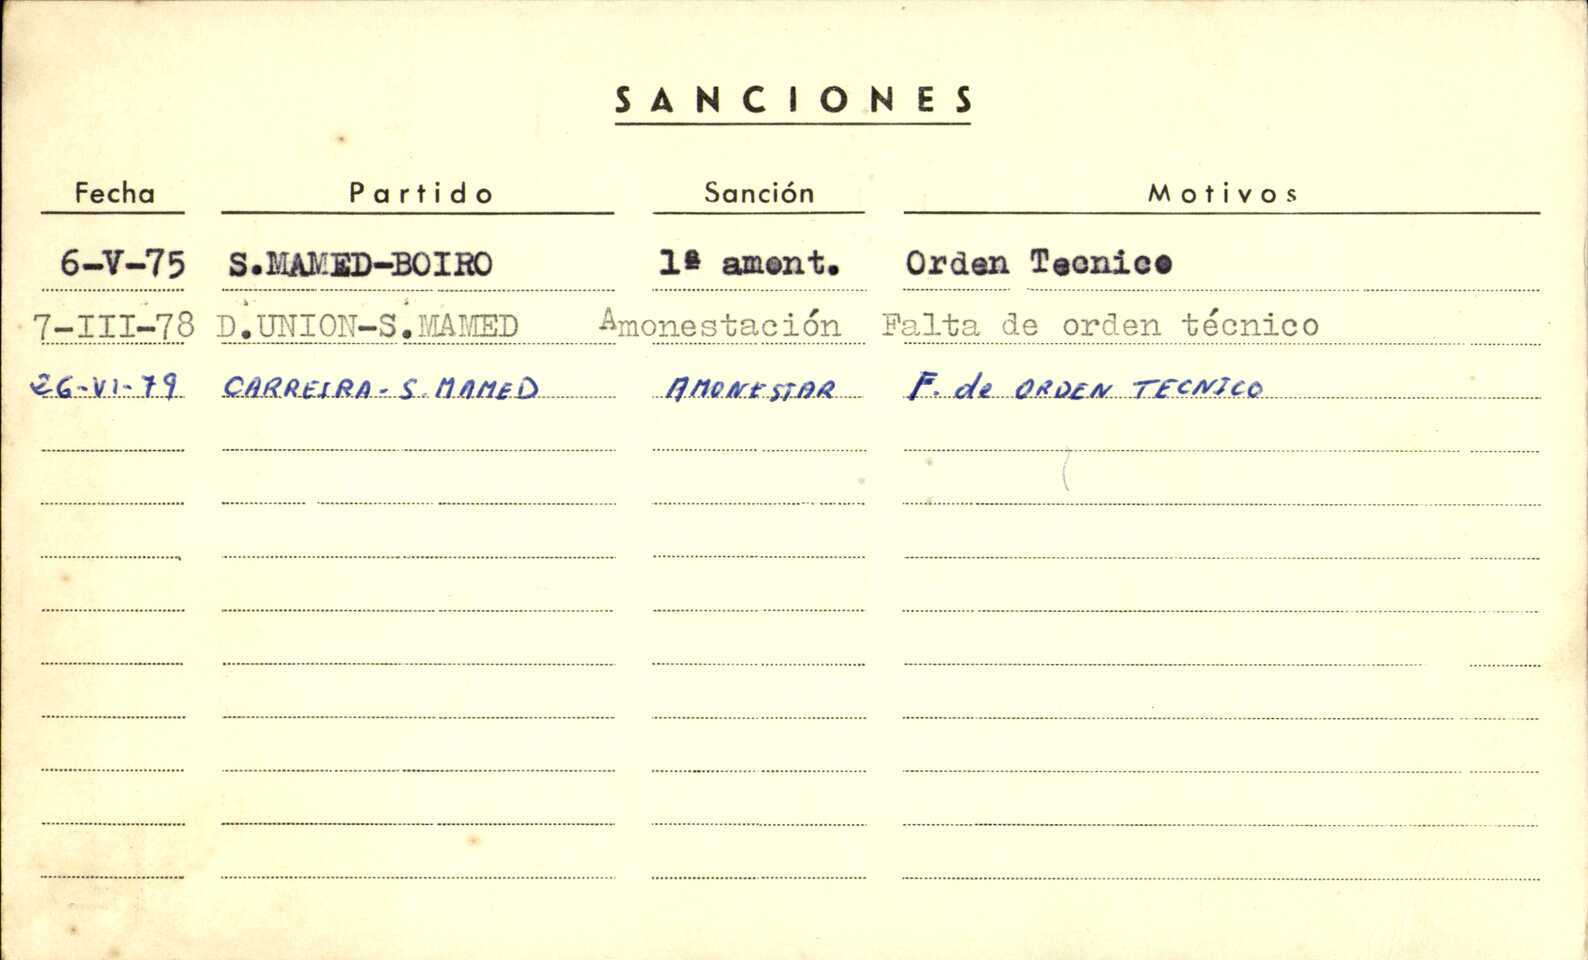 SANCIONES
Fecha Partido Sanción Motivos
6-V-75 S.MAMED-BOIRO 1ª amont. Orden Tecnico
7-III-78 D.UNION-S.MAMED Amonestación Falta de orden técnico
26-VI-79 CARREIRA-S.MAMED AMONESTAR F. de ORDEN TECNICO